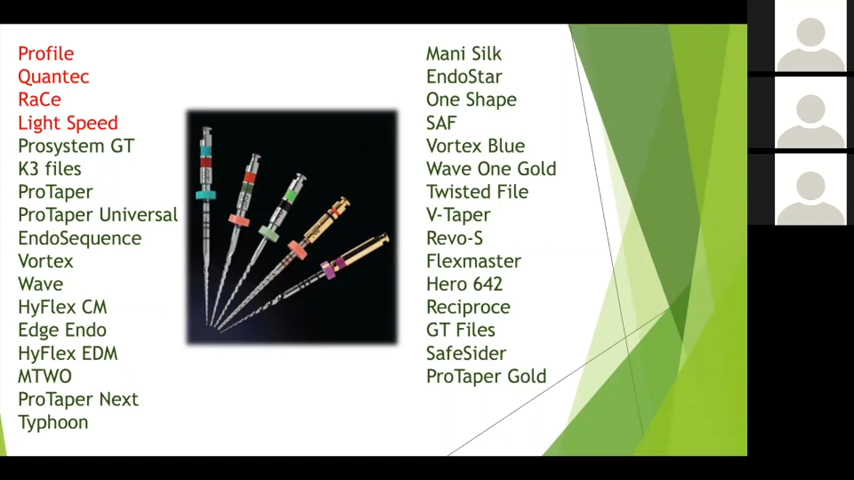 Profile
Quantec
RaCe
Light Speed
Prosystem GT
K3 files
ProTaper
ProTaper Universal
EndoSequence
Vortex
Wave
HyFlex CM
Edge Endo
HyFlex EDM
MTWO
ProTaper Next
Typhoon
Mani Silk
EndoStar
One Shape
SAF
Vortex Blue
Wave One Gold
Twisted File
V-Taper
Revo-S
Flexmaster
Hero 642
Reciproce
GT Files
SafeSider
ProTaper Gold